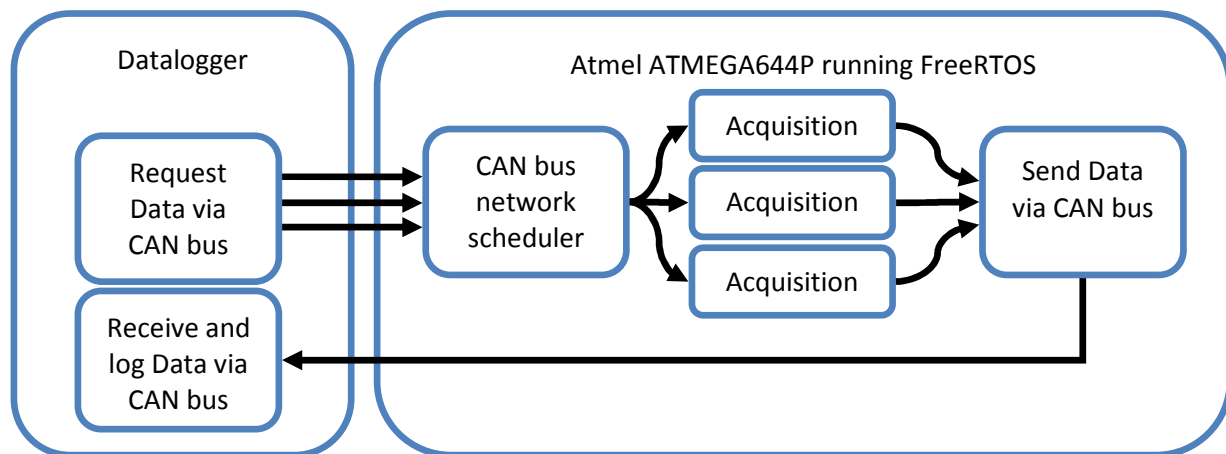 Datalogger
Request
Data via
CAN bus
Receive and
log Data via
CAN bus
Atmel ATMEGA644P running FreeRTOS
CAN bus
network
scheduler
Acquisition
Acquisition
Acquisition
Send Data
via CAN bus